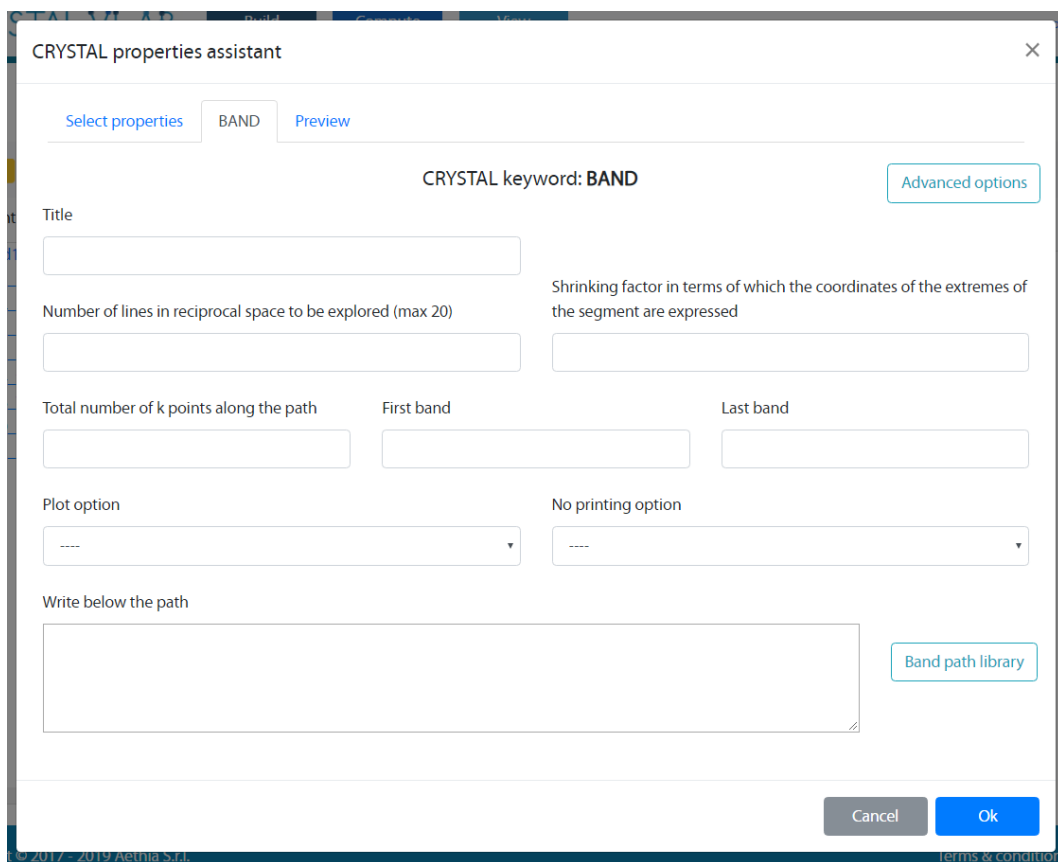 Build Compute View
CRYSTAL properties assistant ×
Select properties BAND Preview
CRYSTAL keyword: BAND
Advanced options
Title
Number of lines in reciprocal space to be explored (max 20)
Shrinking factor in terms of which the coordinates of the extremes of
the segment are expressed
Total number of k points along the path First band Last band
Plot option No printing option
---- ----
Write below the path
Band path library
Cancel Ok
© 2017 - 2019 Aethia S.r.l. Terms & condition